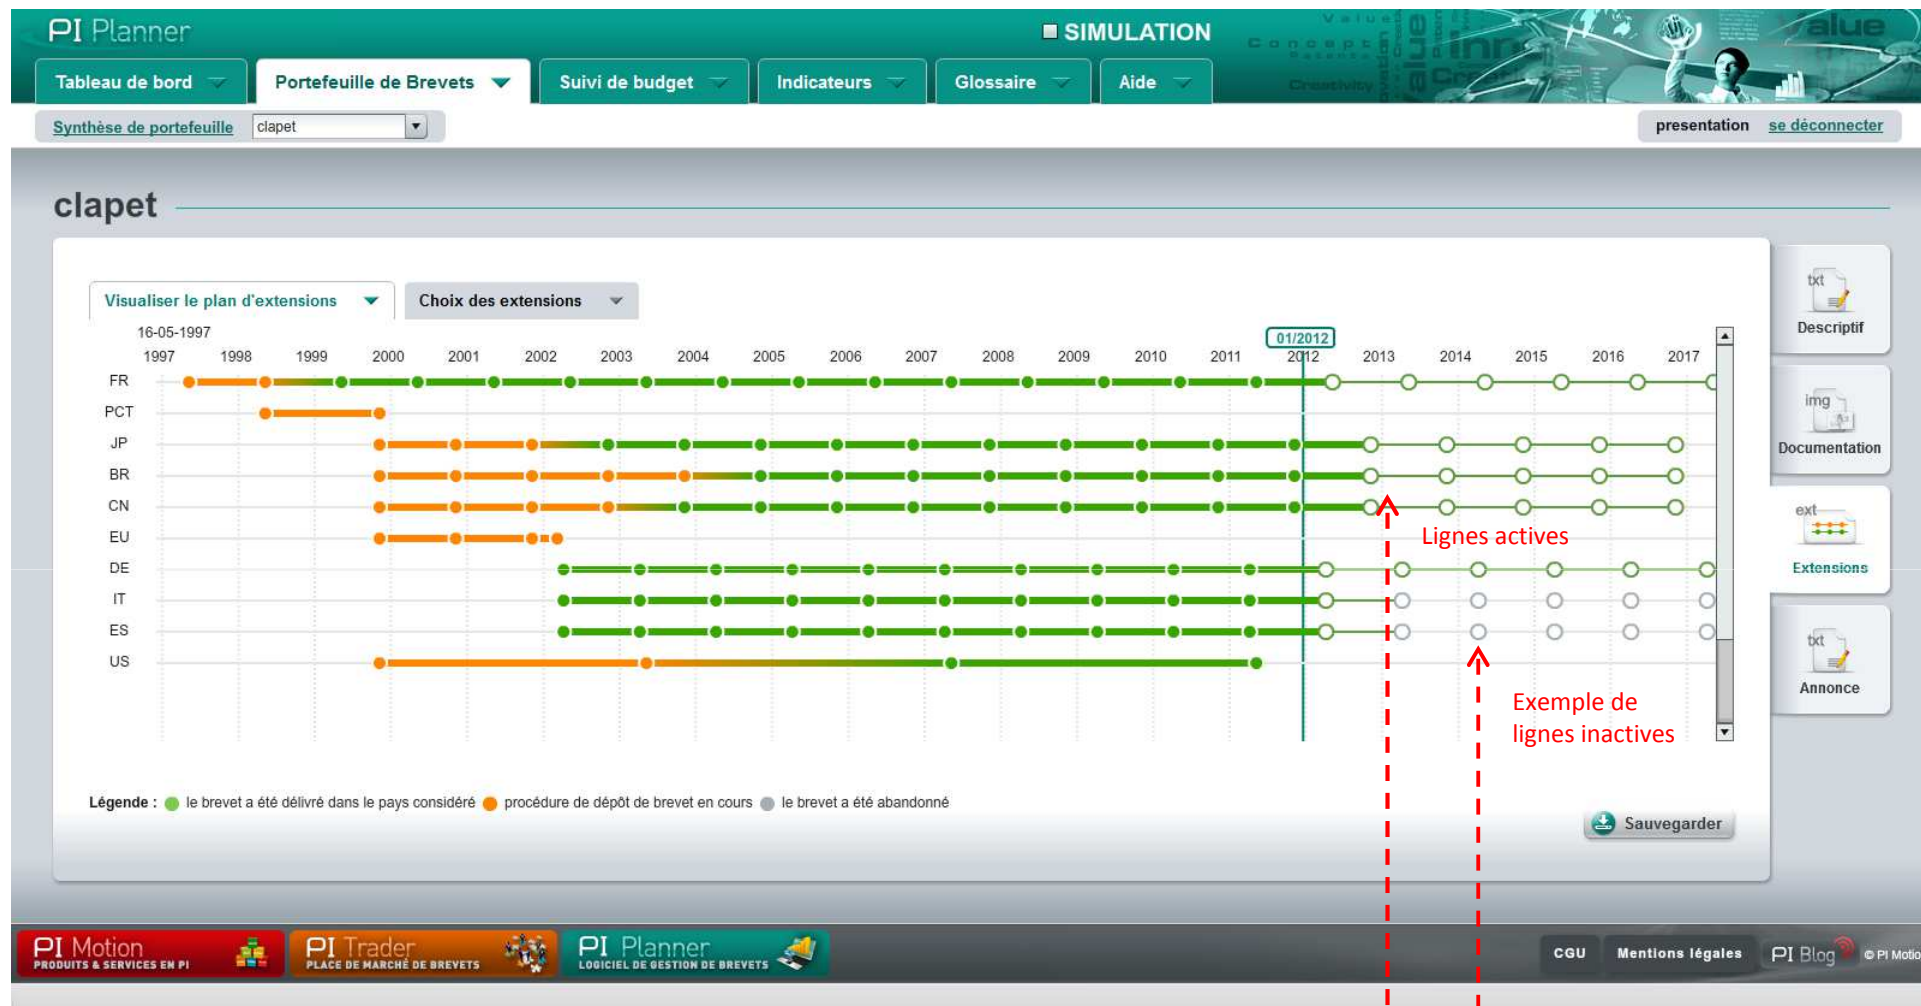 PI Planner
SIMULATION
Tableau de bord
Portefeuille de Brevets
Suivi de budget
Indicateurs
Glossaire
Aide
Synthèse de portefeuille
clapet
presentation
se déconnecter
clapet
Visualiser le plan d'extensions
Choix des extensions
16-05-1997
01/2012
1997 1998 1999 2000 2001 2002 2003 2004 2005 2006 2007 2008 2009 2010 2011 2012 2013 2014 2015 2016 2017
FR
PCT
JP
BR
CN
EU
DE
IT
ES
US
Lignes actives
Exemple de
lignes inactives
txt
Descriptif
img
Documentation
ext
Extensions
txt
Annonce
Légende : le brevet a été délivré dans le pays considéré procédure de dépôt de brevet en cours le brevet a été abandonné
Sauvegarder
PI Motion
PRODUITS & SERVICES EN PI
PI Trader
PLACE DE MARCHÉ DE BREVETS
PI Planner
LOGICIEL DE GESTION DE BREVETS
CGU
Mentions légales
PI Blog
© PI Motio